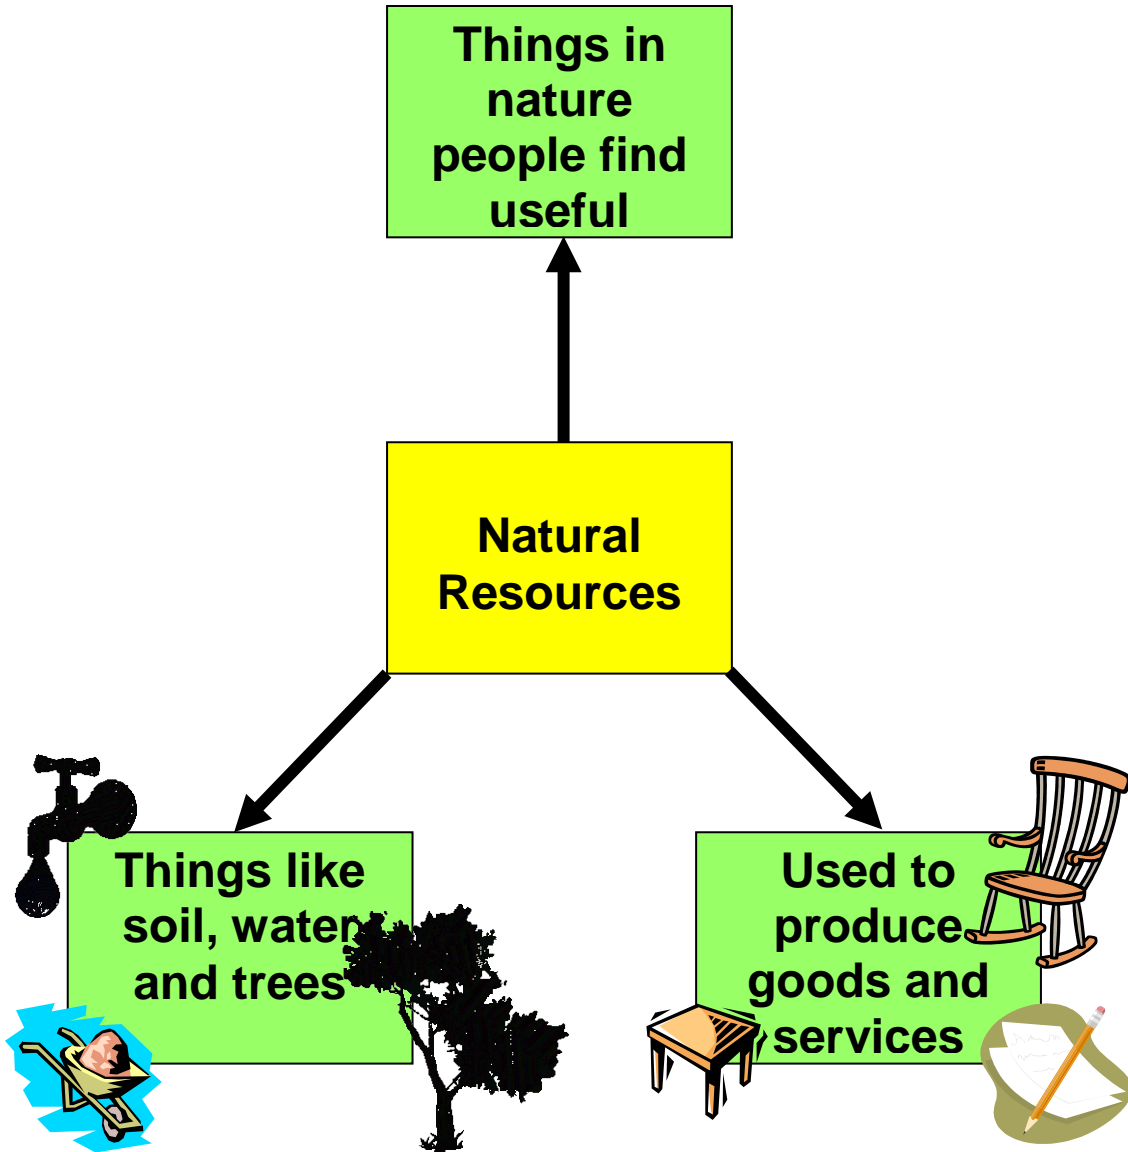 Things in
nature
people find
useful
Natural
Resources
Things like
soil, water
and trees
Used to
produce
goods and
services